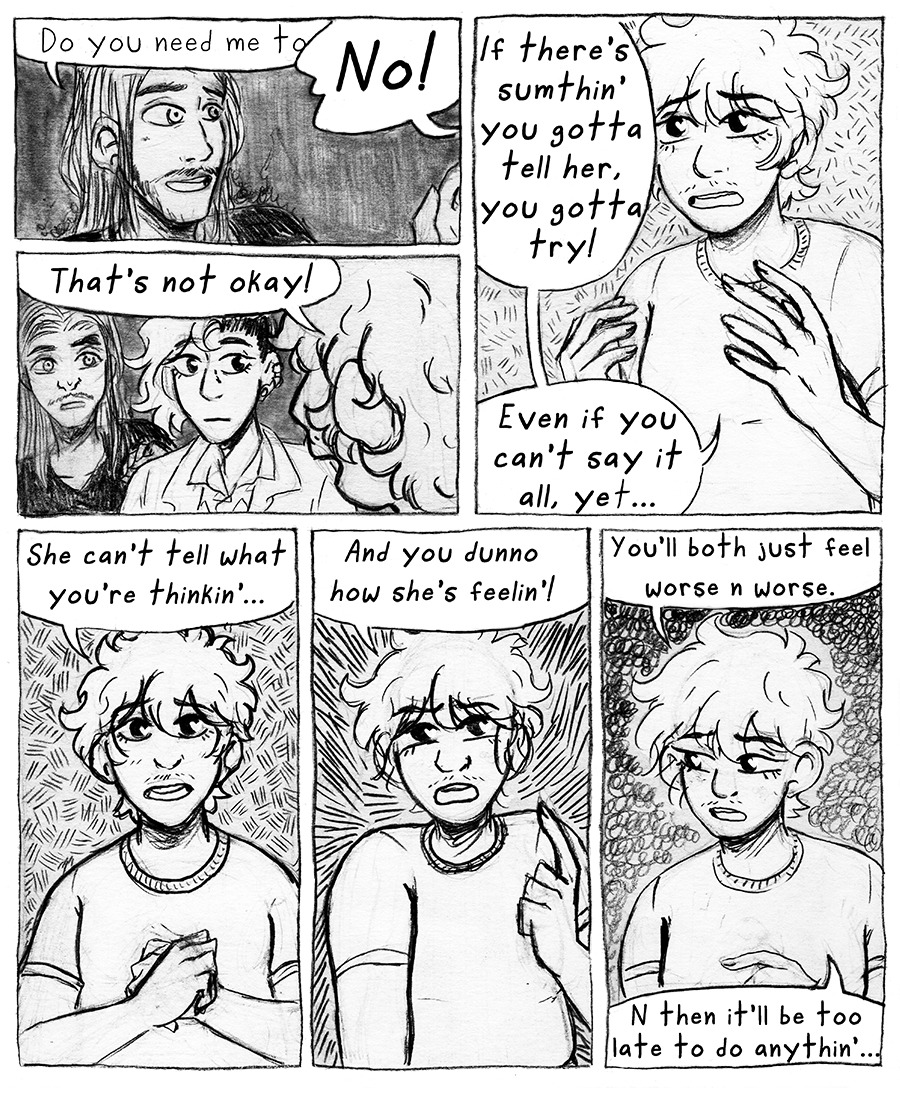 Do you need me to
No!
That's not okay!
If there's
sumthin'
you gotta
tell her,
you gotta
try!
Even if you
can't say it
all, yet...
She can't tell what
you're thinkin'...
And you dunno
how she's feelin'!
You'll both just feel
worse n worse.
N then it'll be too
late to do anythin'...